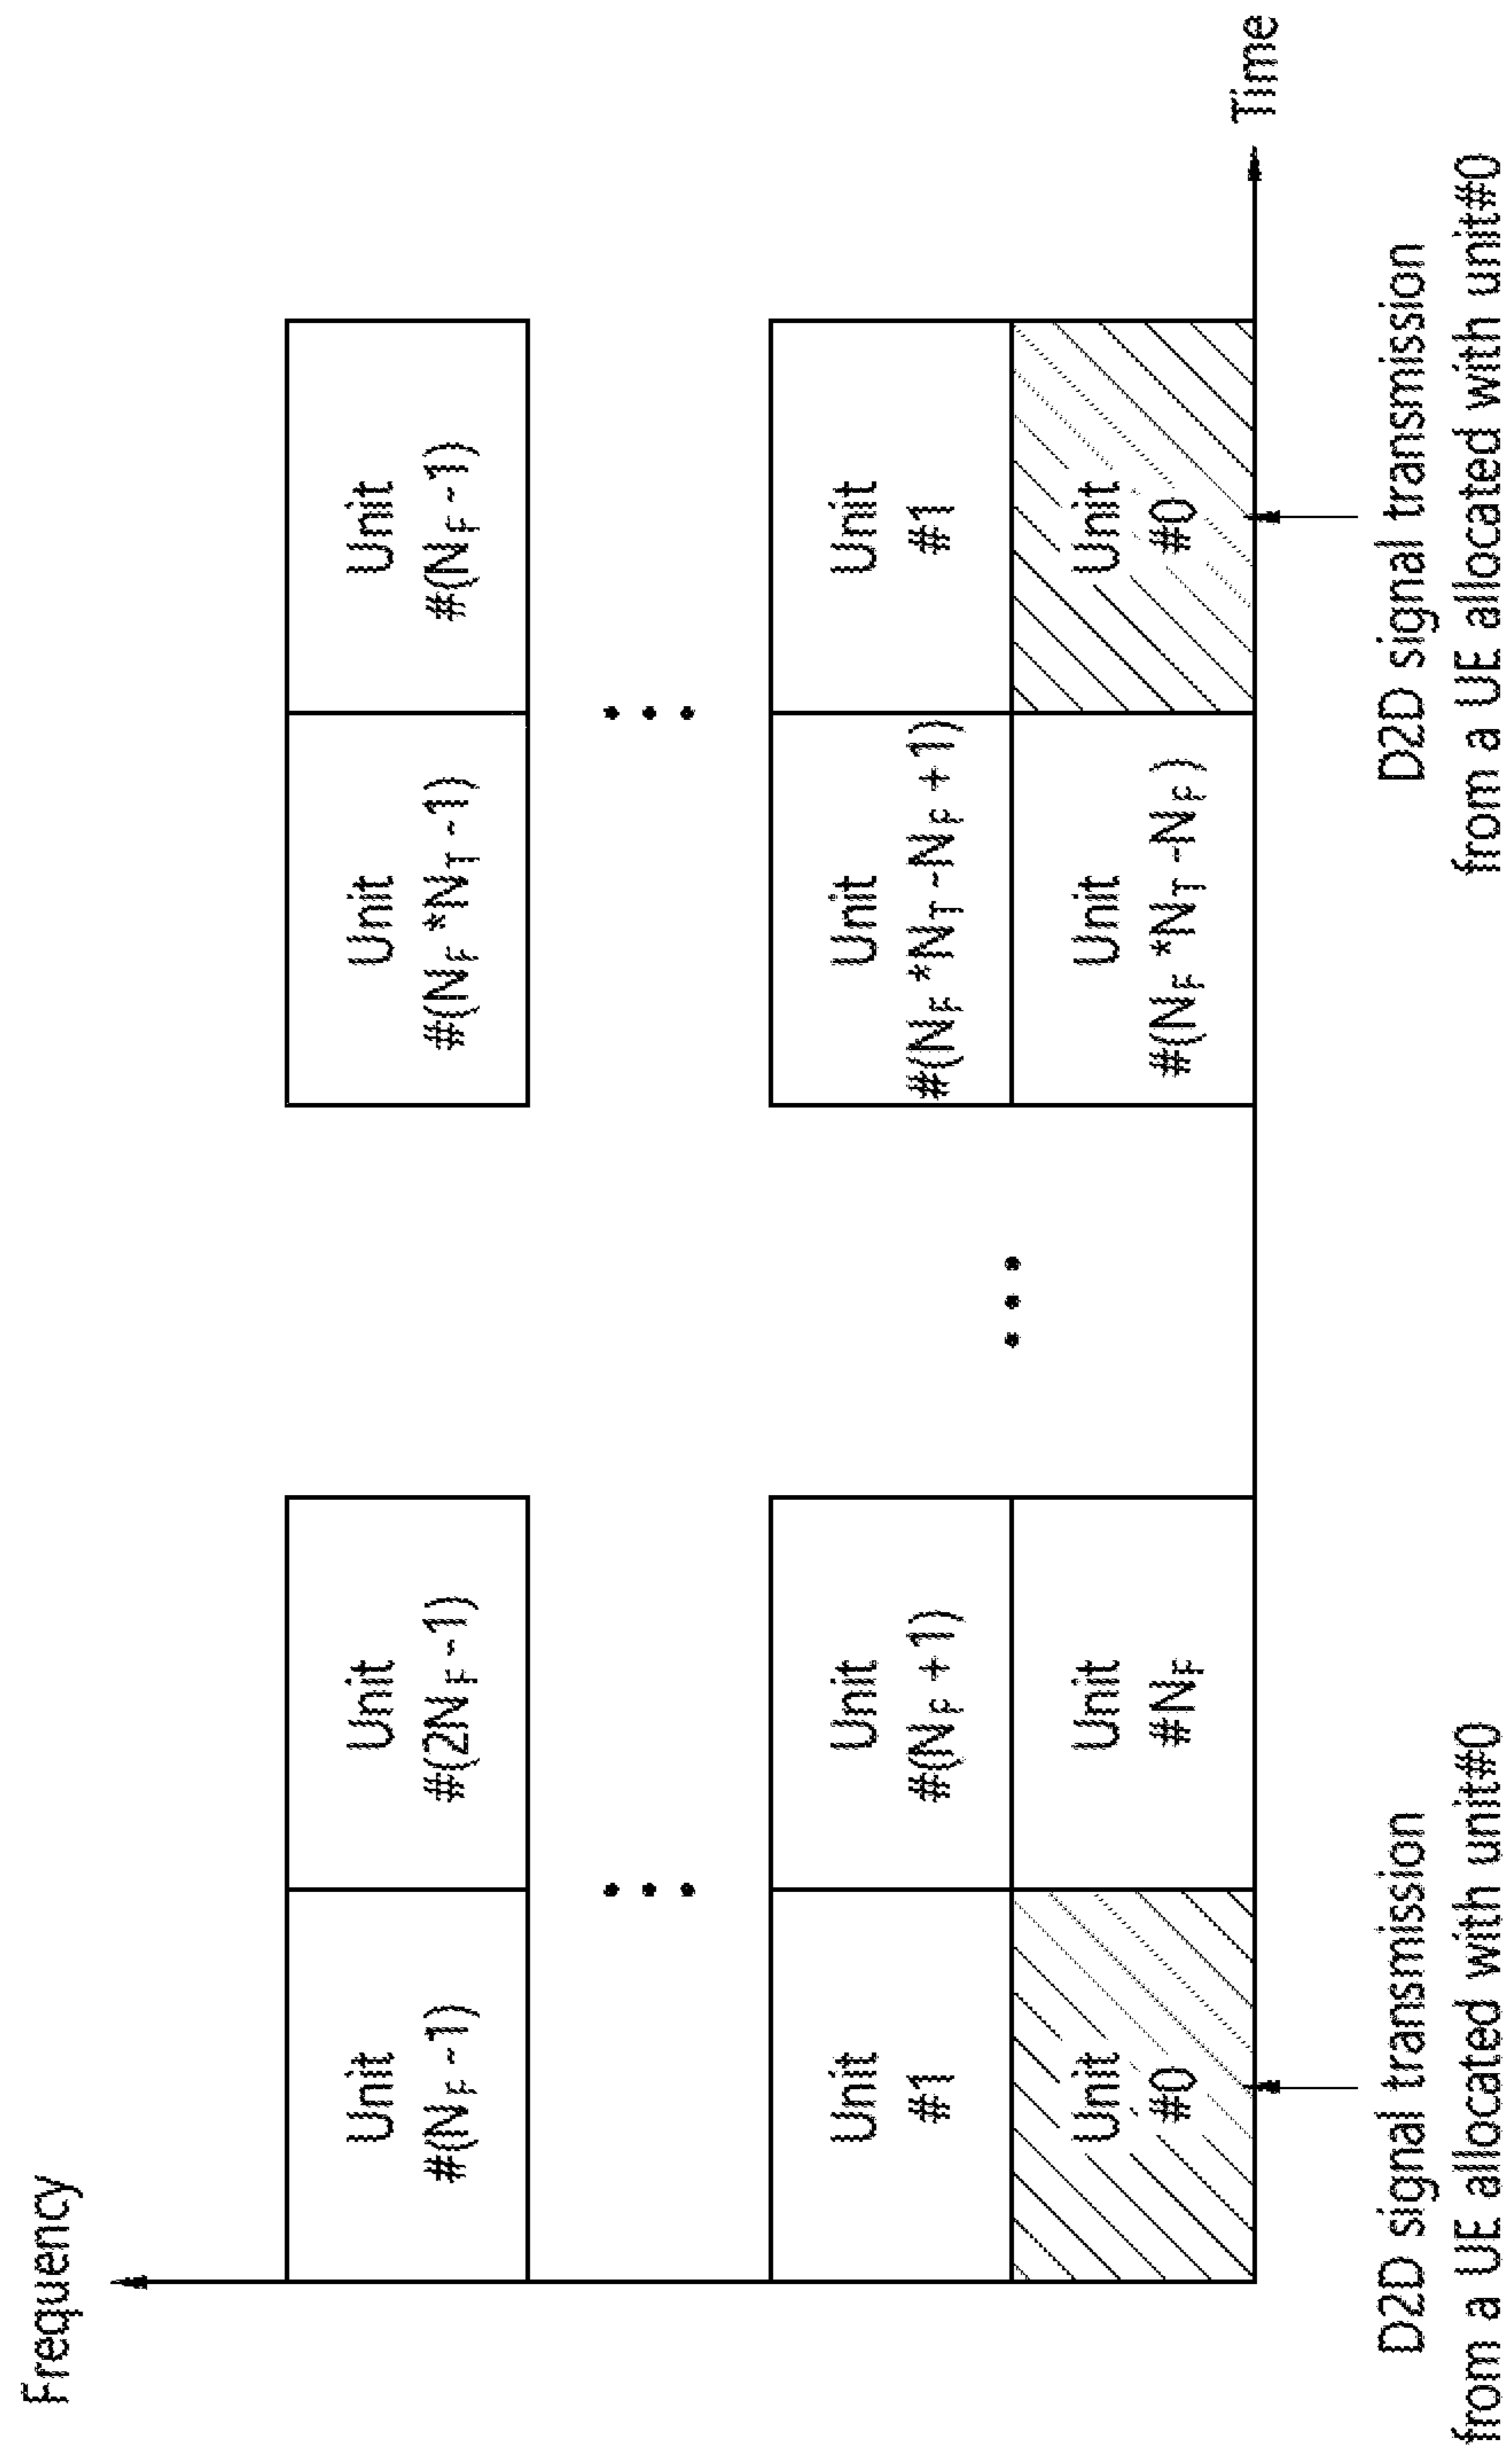 Frequency
Unit
#(N_F -1)
Unit
#(2N_F -1)
Unit
#(N_F *N_T -1)
Unit
#(N_F -1)
Unit
#1
Unit
#(N_F +1)
Unit
#(N_F *N_T -N_F +1)
Unit
#1
Unit
#0
Unit
#N_F
Unit
#(N_F *N_T -N_F )
Unit
#0
Time
D2D signal transmission
from a UE allocated with unit#0
D2D signal transmission
from a UE allocated with unit#0